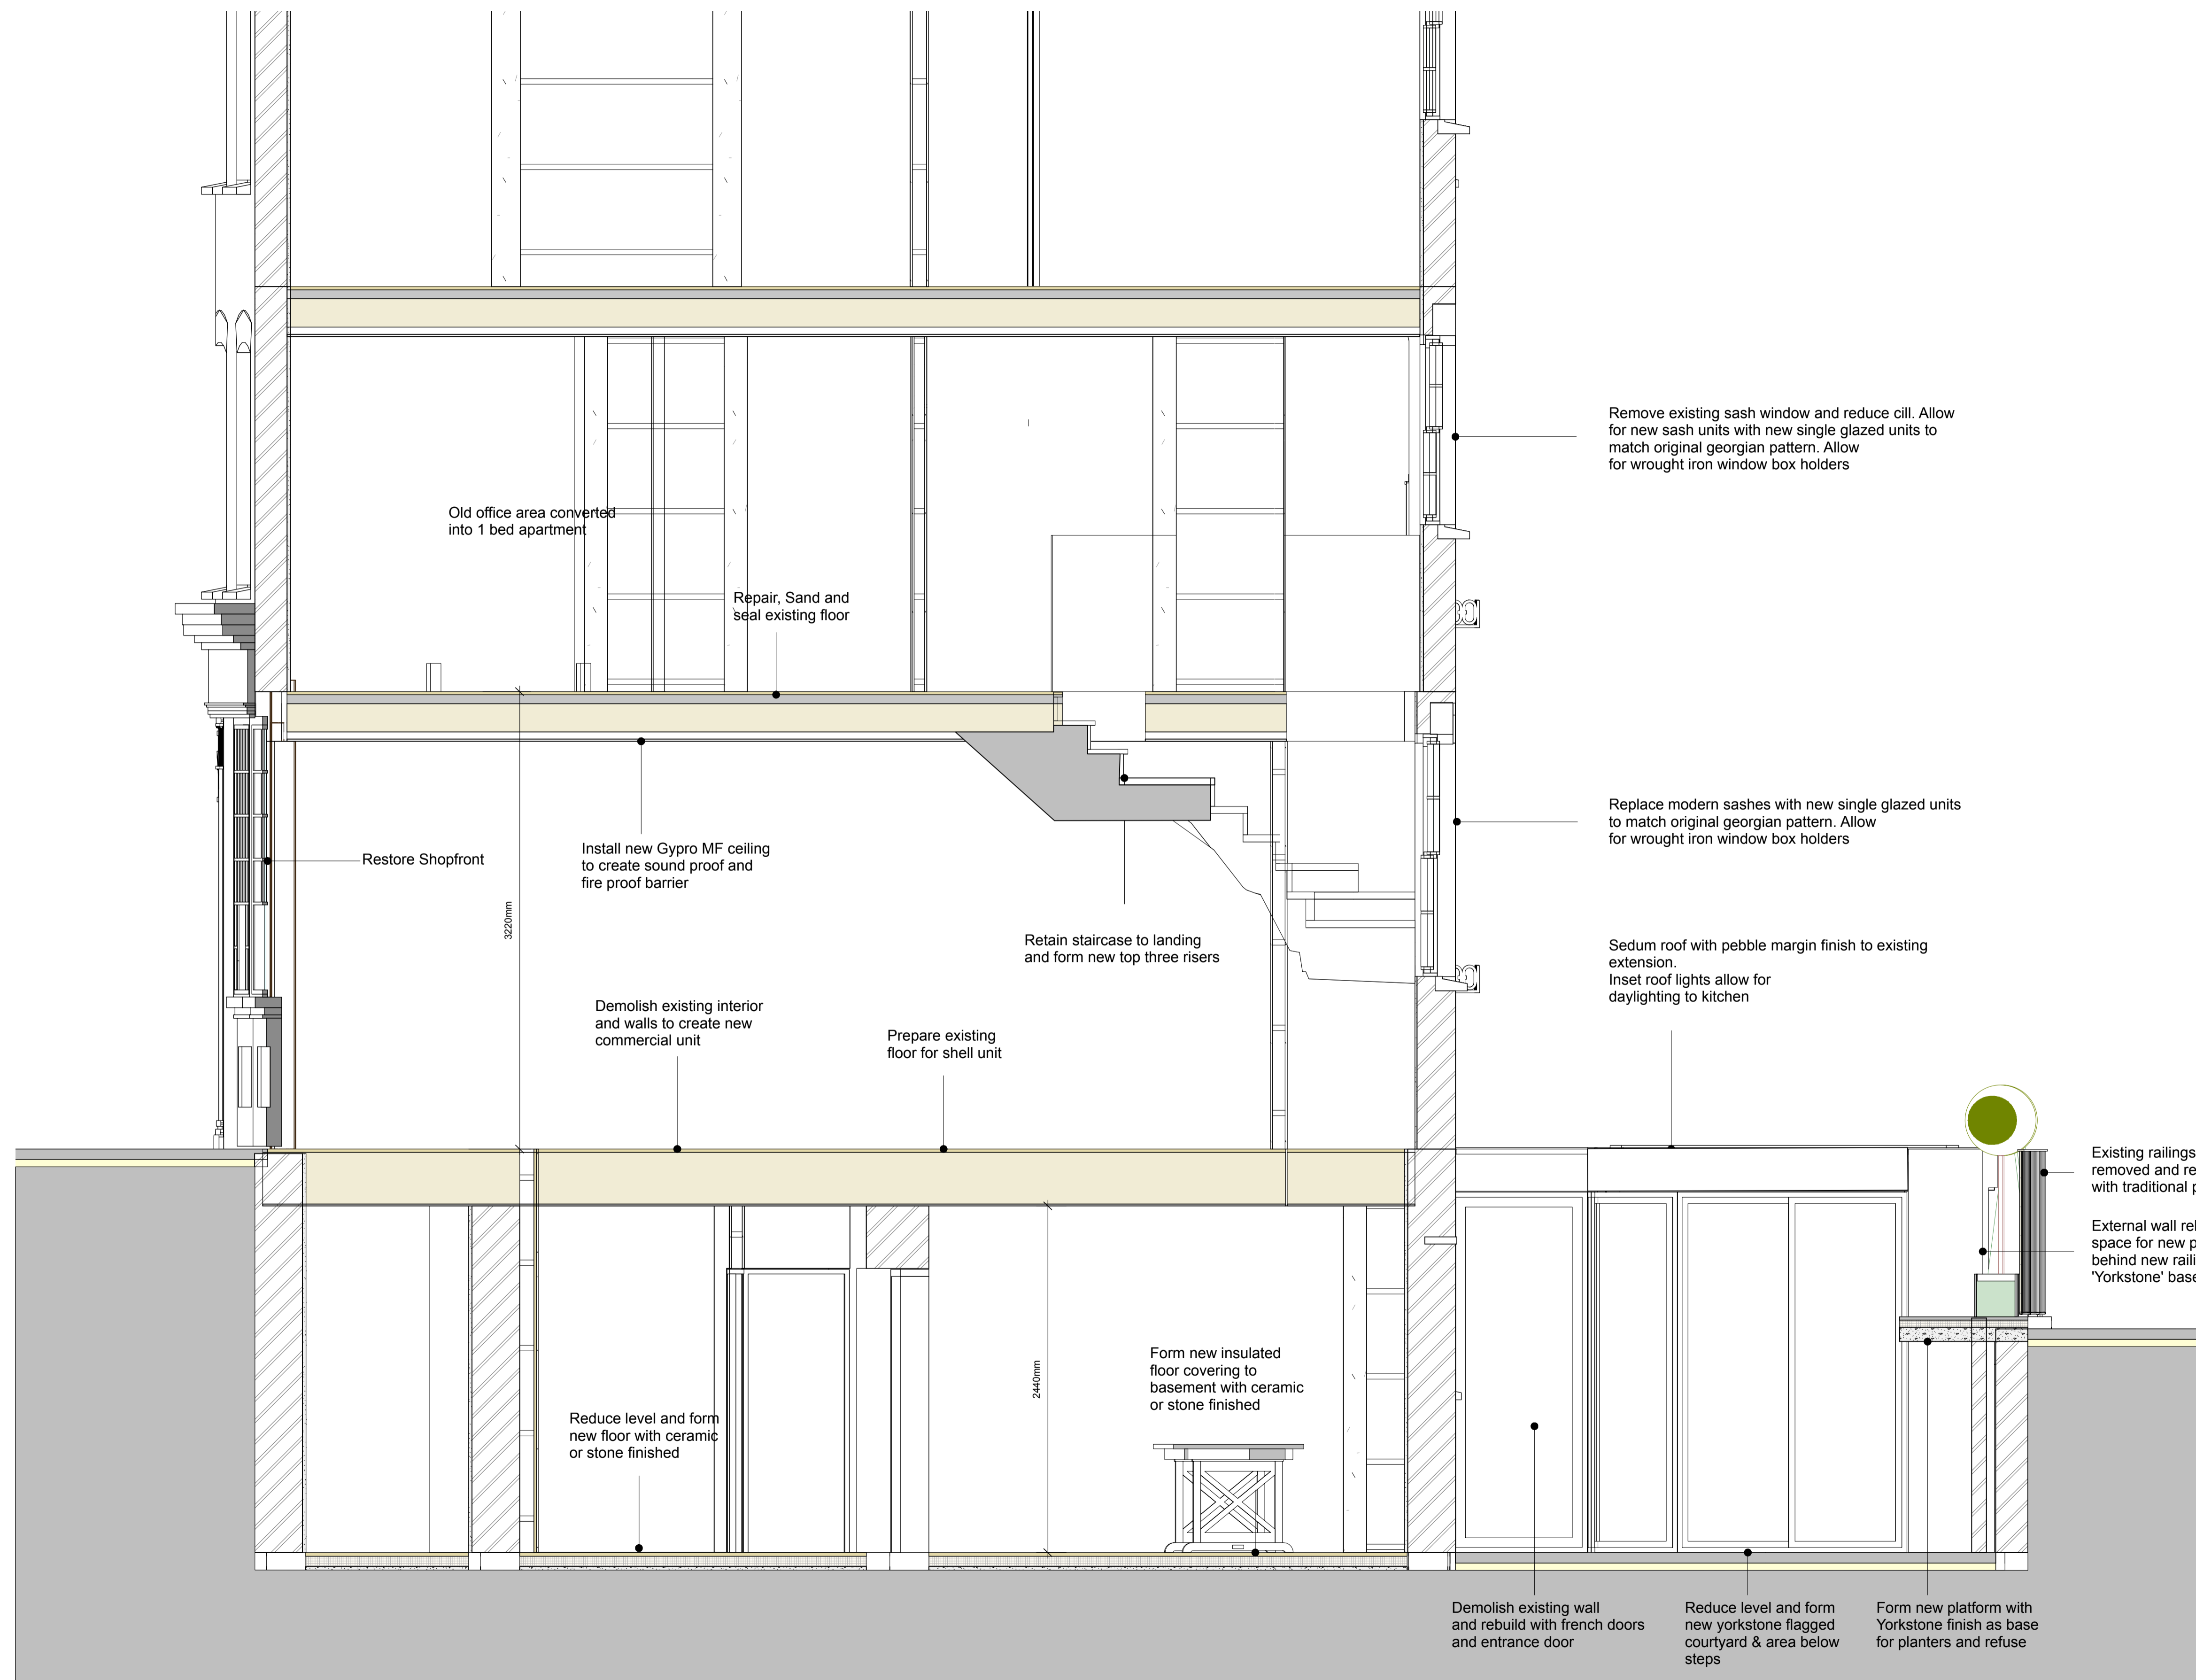 Remove existing sash window and reduce cill. Allow
for new sash units with new single glazed units to
match original georgian pattern. Allow
for wrought iron window box holders
Old office area converted
into 1 bed apartment
Repair, Sand and
seal existing floor
Replace modern sashes with new single glazed units
to match original georgian pattern. Allow
for wrought iron window box holders
Restore Shopfront
Install new Gypro MF ceiling
to create sound proof and
fire proof barrier
3220mm
Retain staircase to landing
and form new top three risers
Sedum roof with pebble margin finish to existing
extension.
Inset roof lights allow for
daylighting to kitchen
Demolish existing interior
and walls to create new
commercial unit
Prepare existing
floor for shell unit
Existing railings
removed and re
with traditional p
External wall rel
space for new p
behind new raili
'Yorkstone' base
Form new insulated
floor covering to
basement with ceramic
or stone finished
2440mm
Reduce level and form
new floor with ceramic
or stone finished
Demolish existing wall
and rebuild with french doors
and entrance door
Reduce level and form
new yorkstone flagged
courtyard & area below
steps
Form new platform with
Yorkstone finish as base
for planters and refuse